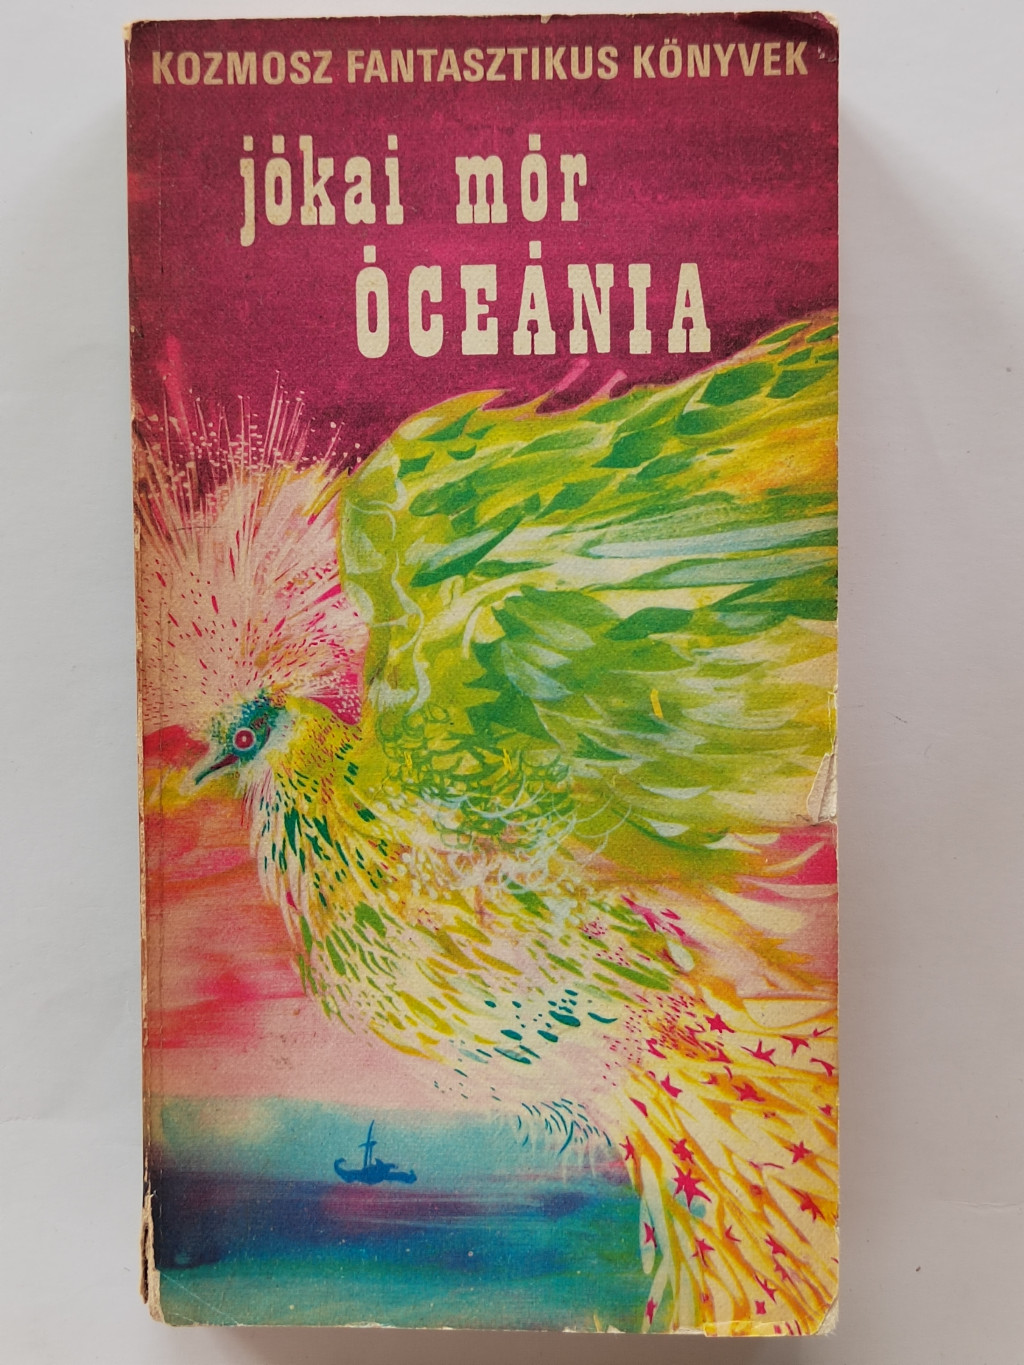 KOZMOSZ FANTASZTIKUS KÖNYVEK
jókai mór
ÓCEÁNIA